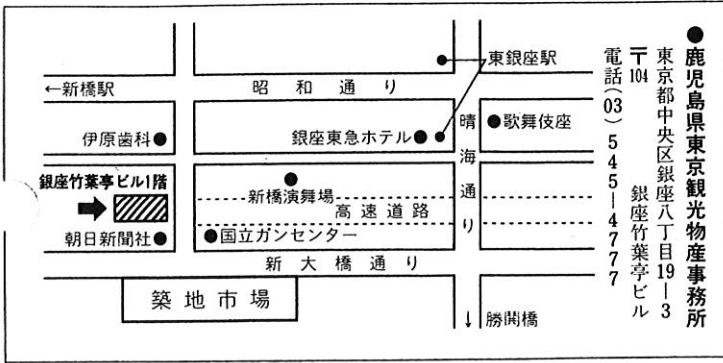 ●鹿児島県東京観光物産事務所
東京都中央区銀座八丁目19―3
〒104　銀座竹葉亭ビル
電話(03)545―4777
東銀座駅
←新橋駅
昭和通り
伊原歯科●
銀座東急ホテル●
晴海通り
●歌舞伎座
銀座竹葉亭ビル1階
新橋演舞場
高速道路
朝日新聞社●
●国立ガンセンター
新大橋通り
築地市場
↓勝閧橋